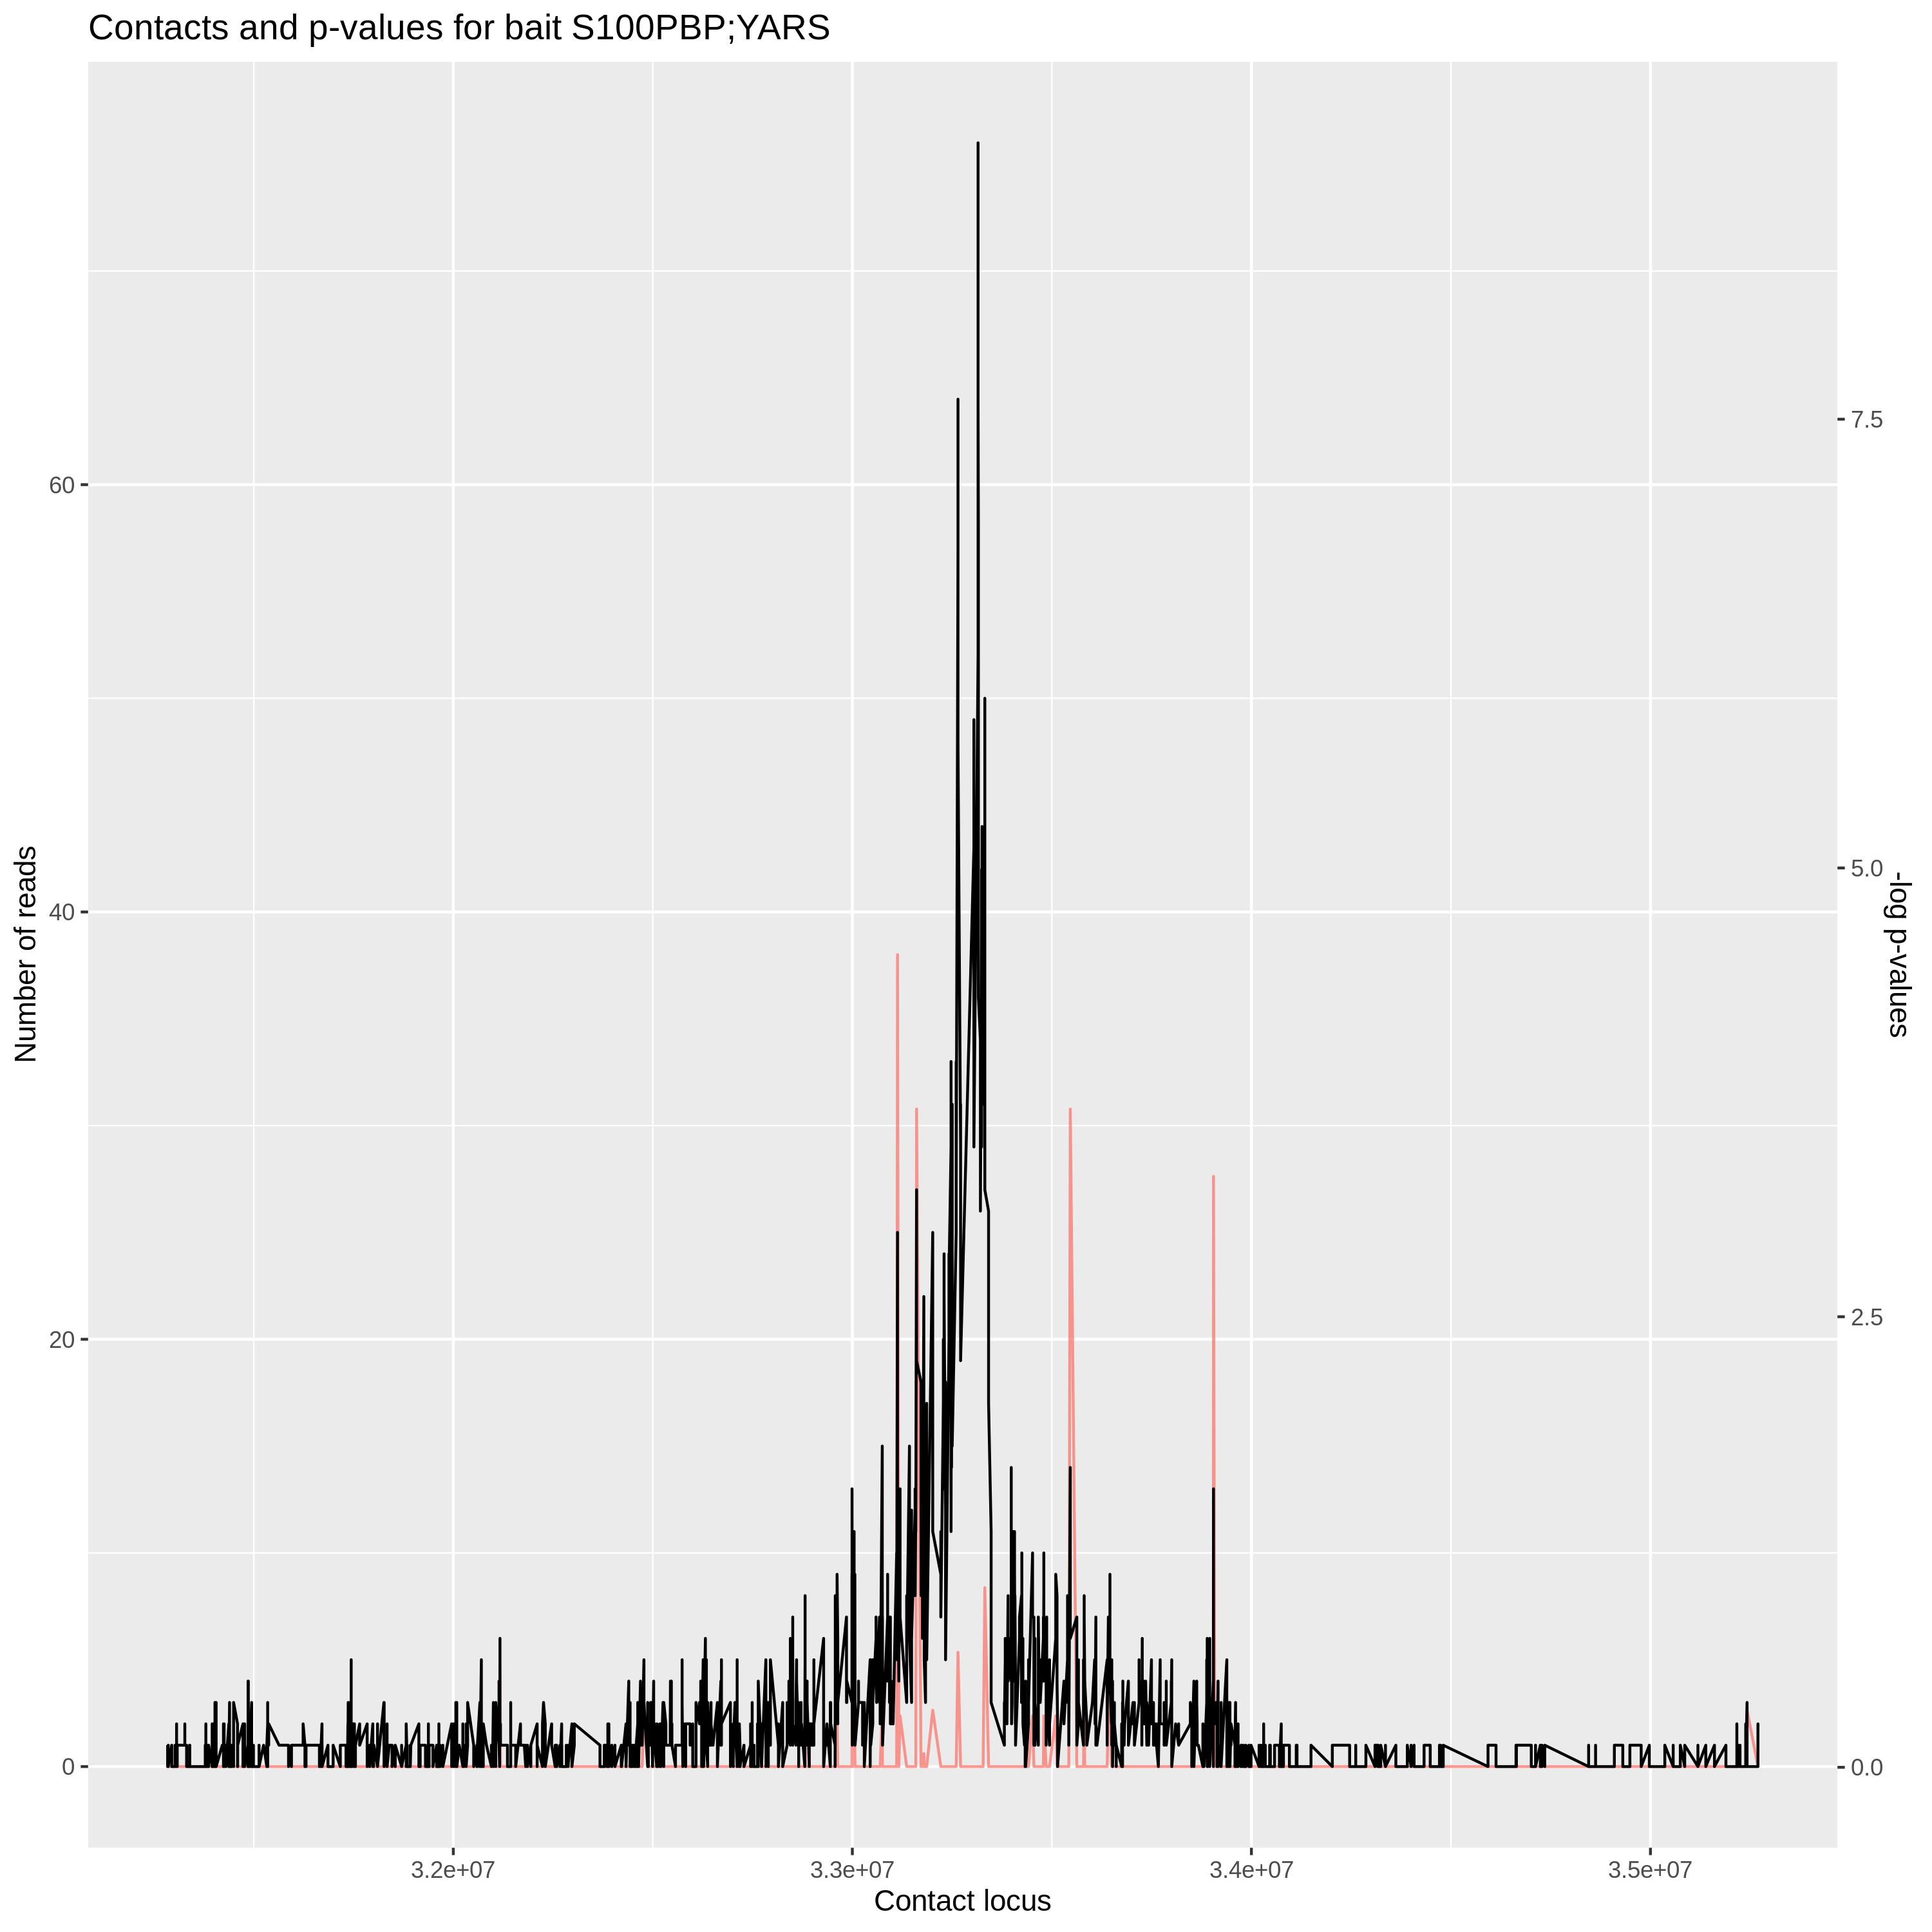 Contacts and p-values for bait S100PBP;YARS
60
40
20
0
Number of reads
7.5
5.0
2.5
0.0
-log p-values
3.2e+07
3.3e+07
3.4e+07
3.5e+07
Contact locus